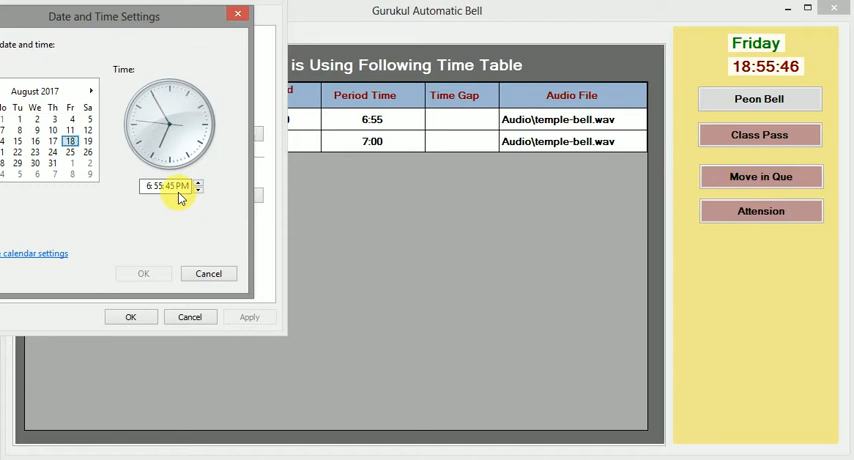 Gurukul Automatic Bell
Date and Time Settings
date and time:
Time:
August 2017
Mo Tu We Th Fr Sa
1 2 3 4 5
7 8 9 10 11 12
14 15 16 17 18 19
21 22 23 24 25 26
28 29 30 31 1 2
4 5 6 7 8 9
6:55:45 PM
calendar settings
OK Cancel
OK Cancel Apply
is Using Following Time Table
d Period Time Time Gap Audio File
0 6:55 Audio\temple-bell.wav
7:00 Audio\temple-bell.wav
Friday
18:55:46
Peon Bell
Class Pass
Move in Que
Attension